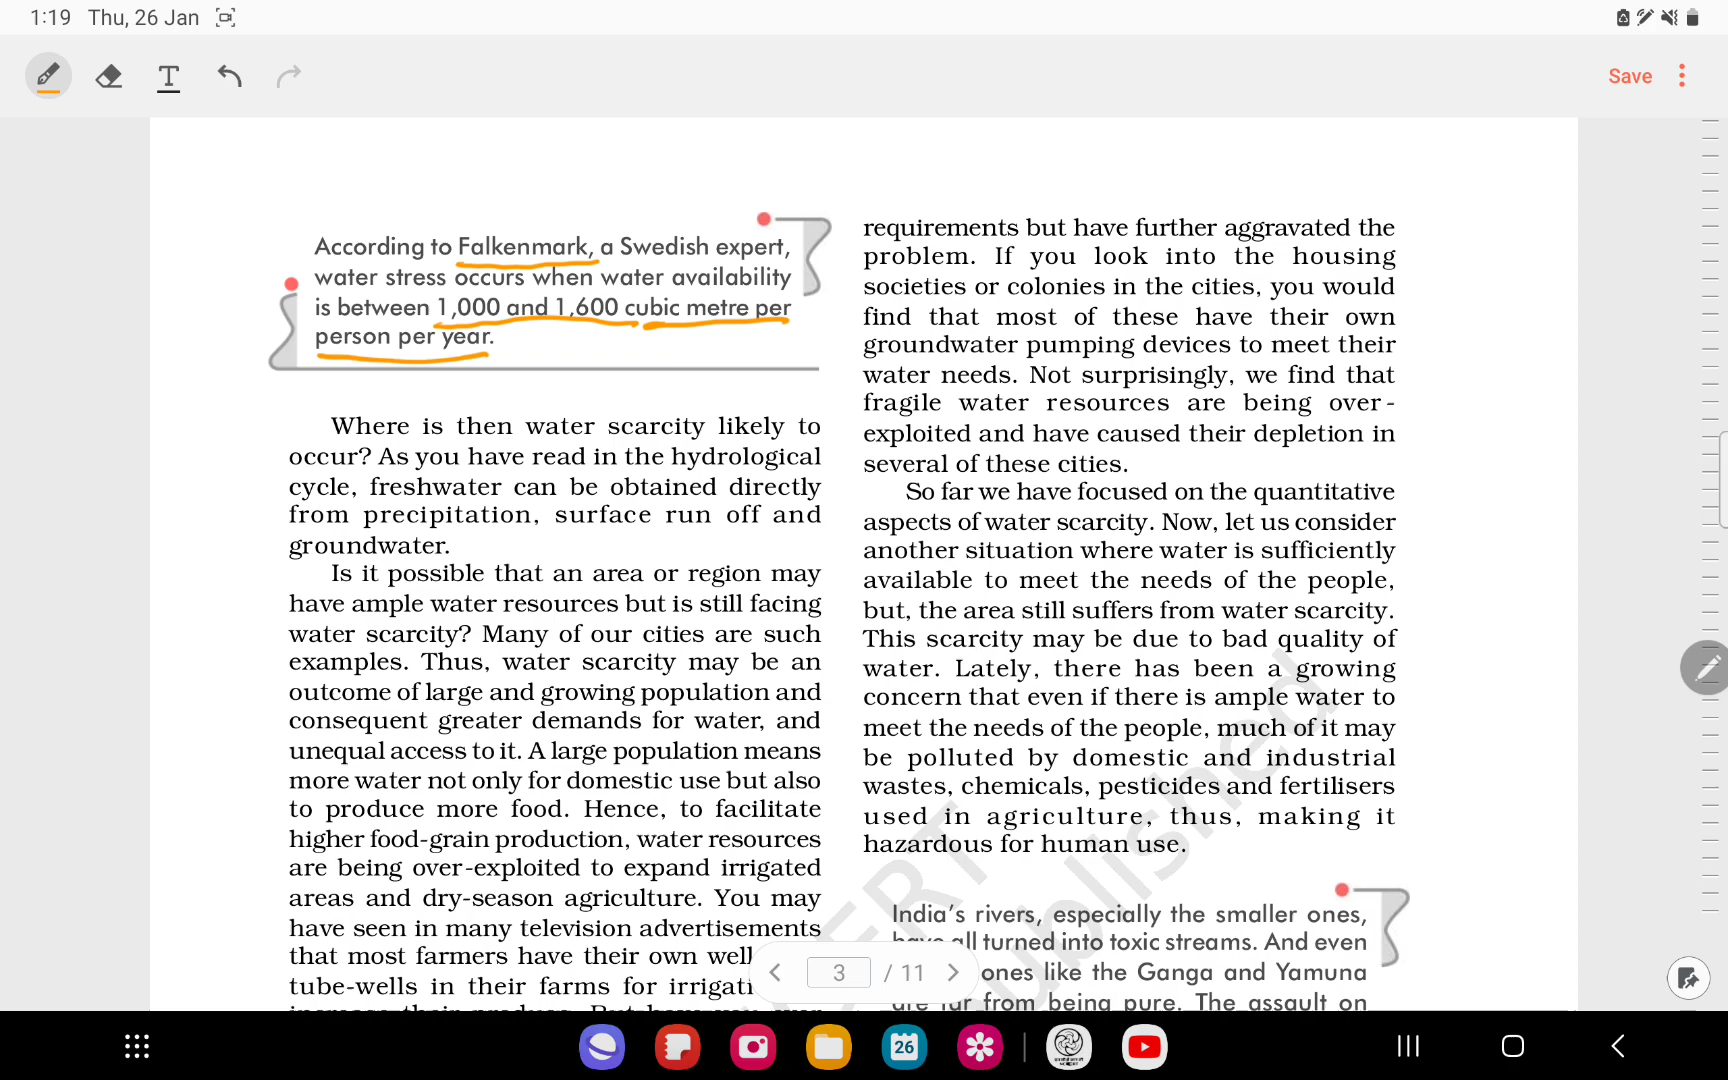 1:19 Thu, 26 Jan
Save
According to Falkenmark, a Swedish expert,
water stress occurs when water availability
is between 1,000 and 1,600 cubic metre per
person per year.
Where is then water scarcity likely to
occur? As you have read in the hydrological
cycle, freshwater can be obtained directly
from precipitation, surface run off and
groundwater.
Is it possible that an area or region may
have ample water resources but is still facing
water scarcity? Many of our cities are such
examples. Thus, water scarcity may be an
outcome of large and growing population and
consequent greater demands for water, and
unequal access to it. A large population means
more water not only for domestic use but also
to produce more food. Hence, to facilitate
higher food-grain production, water resources
are being over-exploited to expand irrigated
areas and dry-season agriculture. You may
have seen in many television advertisements
that most farmers have their own well
tube-wells in their farms for irrigati
requirements but have further aggravated the
problem. If you look into the housing
societies or colonies in the cities, you would
find that most of these have their own
groundwater pumping devices to meet their
water needs. Not surprisingly, we find that
fragile water resources are being over-
exploited and have caused their depletion in
several of these cities.
So far we have focused on the quantitative
aspects of water scarcity. Now, let us consider
another situation where water is sufficiently
available to meet the needs of the people,
but, the area still suffers from water scarcity.
This scarcity may be due to bad quality of
water. Lately, there has been a growing
concern that even if there is ample water to
meet the needs of the people, much of it may
be polluted by domestic and industrial
wastes, chemicals, pesticides and fertilisers
used in agriculture, thus, making it
hazardous for human use.
India's rivers, especially the smaller ones,
have all turned into toxic streams. And even
ones like the Ganga and Yamuna
are far from being pure. The assault on
3 / 11
26